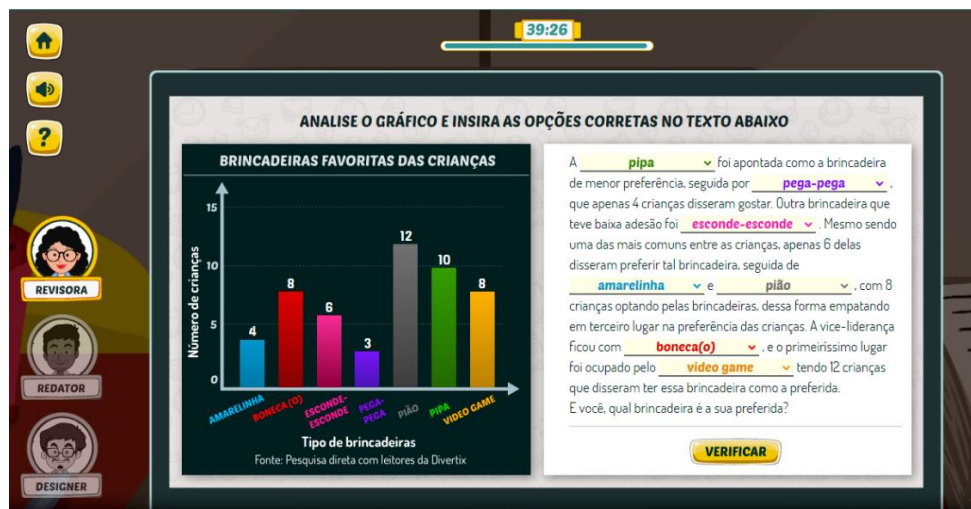 39:26
ANALISE O GRÁFICO E INSIRA AS OPÇÕES CORRETAS NO TEXTO ABAIXO
BRINCADEIRAS FAVORITAS DAS CRIANÇAS
Número de crianças
15
10
5
0
4
8
6
3
12
10
8
AMARELINHA
BONECA (O)
ESCONDE-
ESCONDE
PEGA-
PEGA
PIÃO
PIPA
VIDEO GAME
Tipo de brincadeiras
Fonte: Pesquisa direta com leitores da Divertix
A pipa foi apontada como a brincadeira
de menor preferência, seguida por pega-pega ,
que apenas 4 crianças disseram gostar. Outra brincadeira que
teve baixa adesão foi esconde-esconde . Mesmo sendo
uma das mais comuns entre as crianças, apenas 6 delas
disseram preferir tal brincadeira, seguida de
amarelinha e pião , com 8
crianças optando pelas brincadeiras, dessa forma empatando
em terceiro lugar na preferência das crianças. A vice-liderança
ficou com boneca(o) , e o primeiríssimo lugar
foi ocupado pelo video game tendo 12 crianças
que disseram ter essa brincadeira como a preferida.
E você, qual brincadeira é a sua preferida?
VERIFICAR
?
REVISORA
REDATOR
DESIGNER